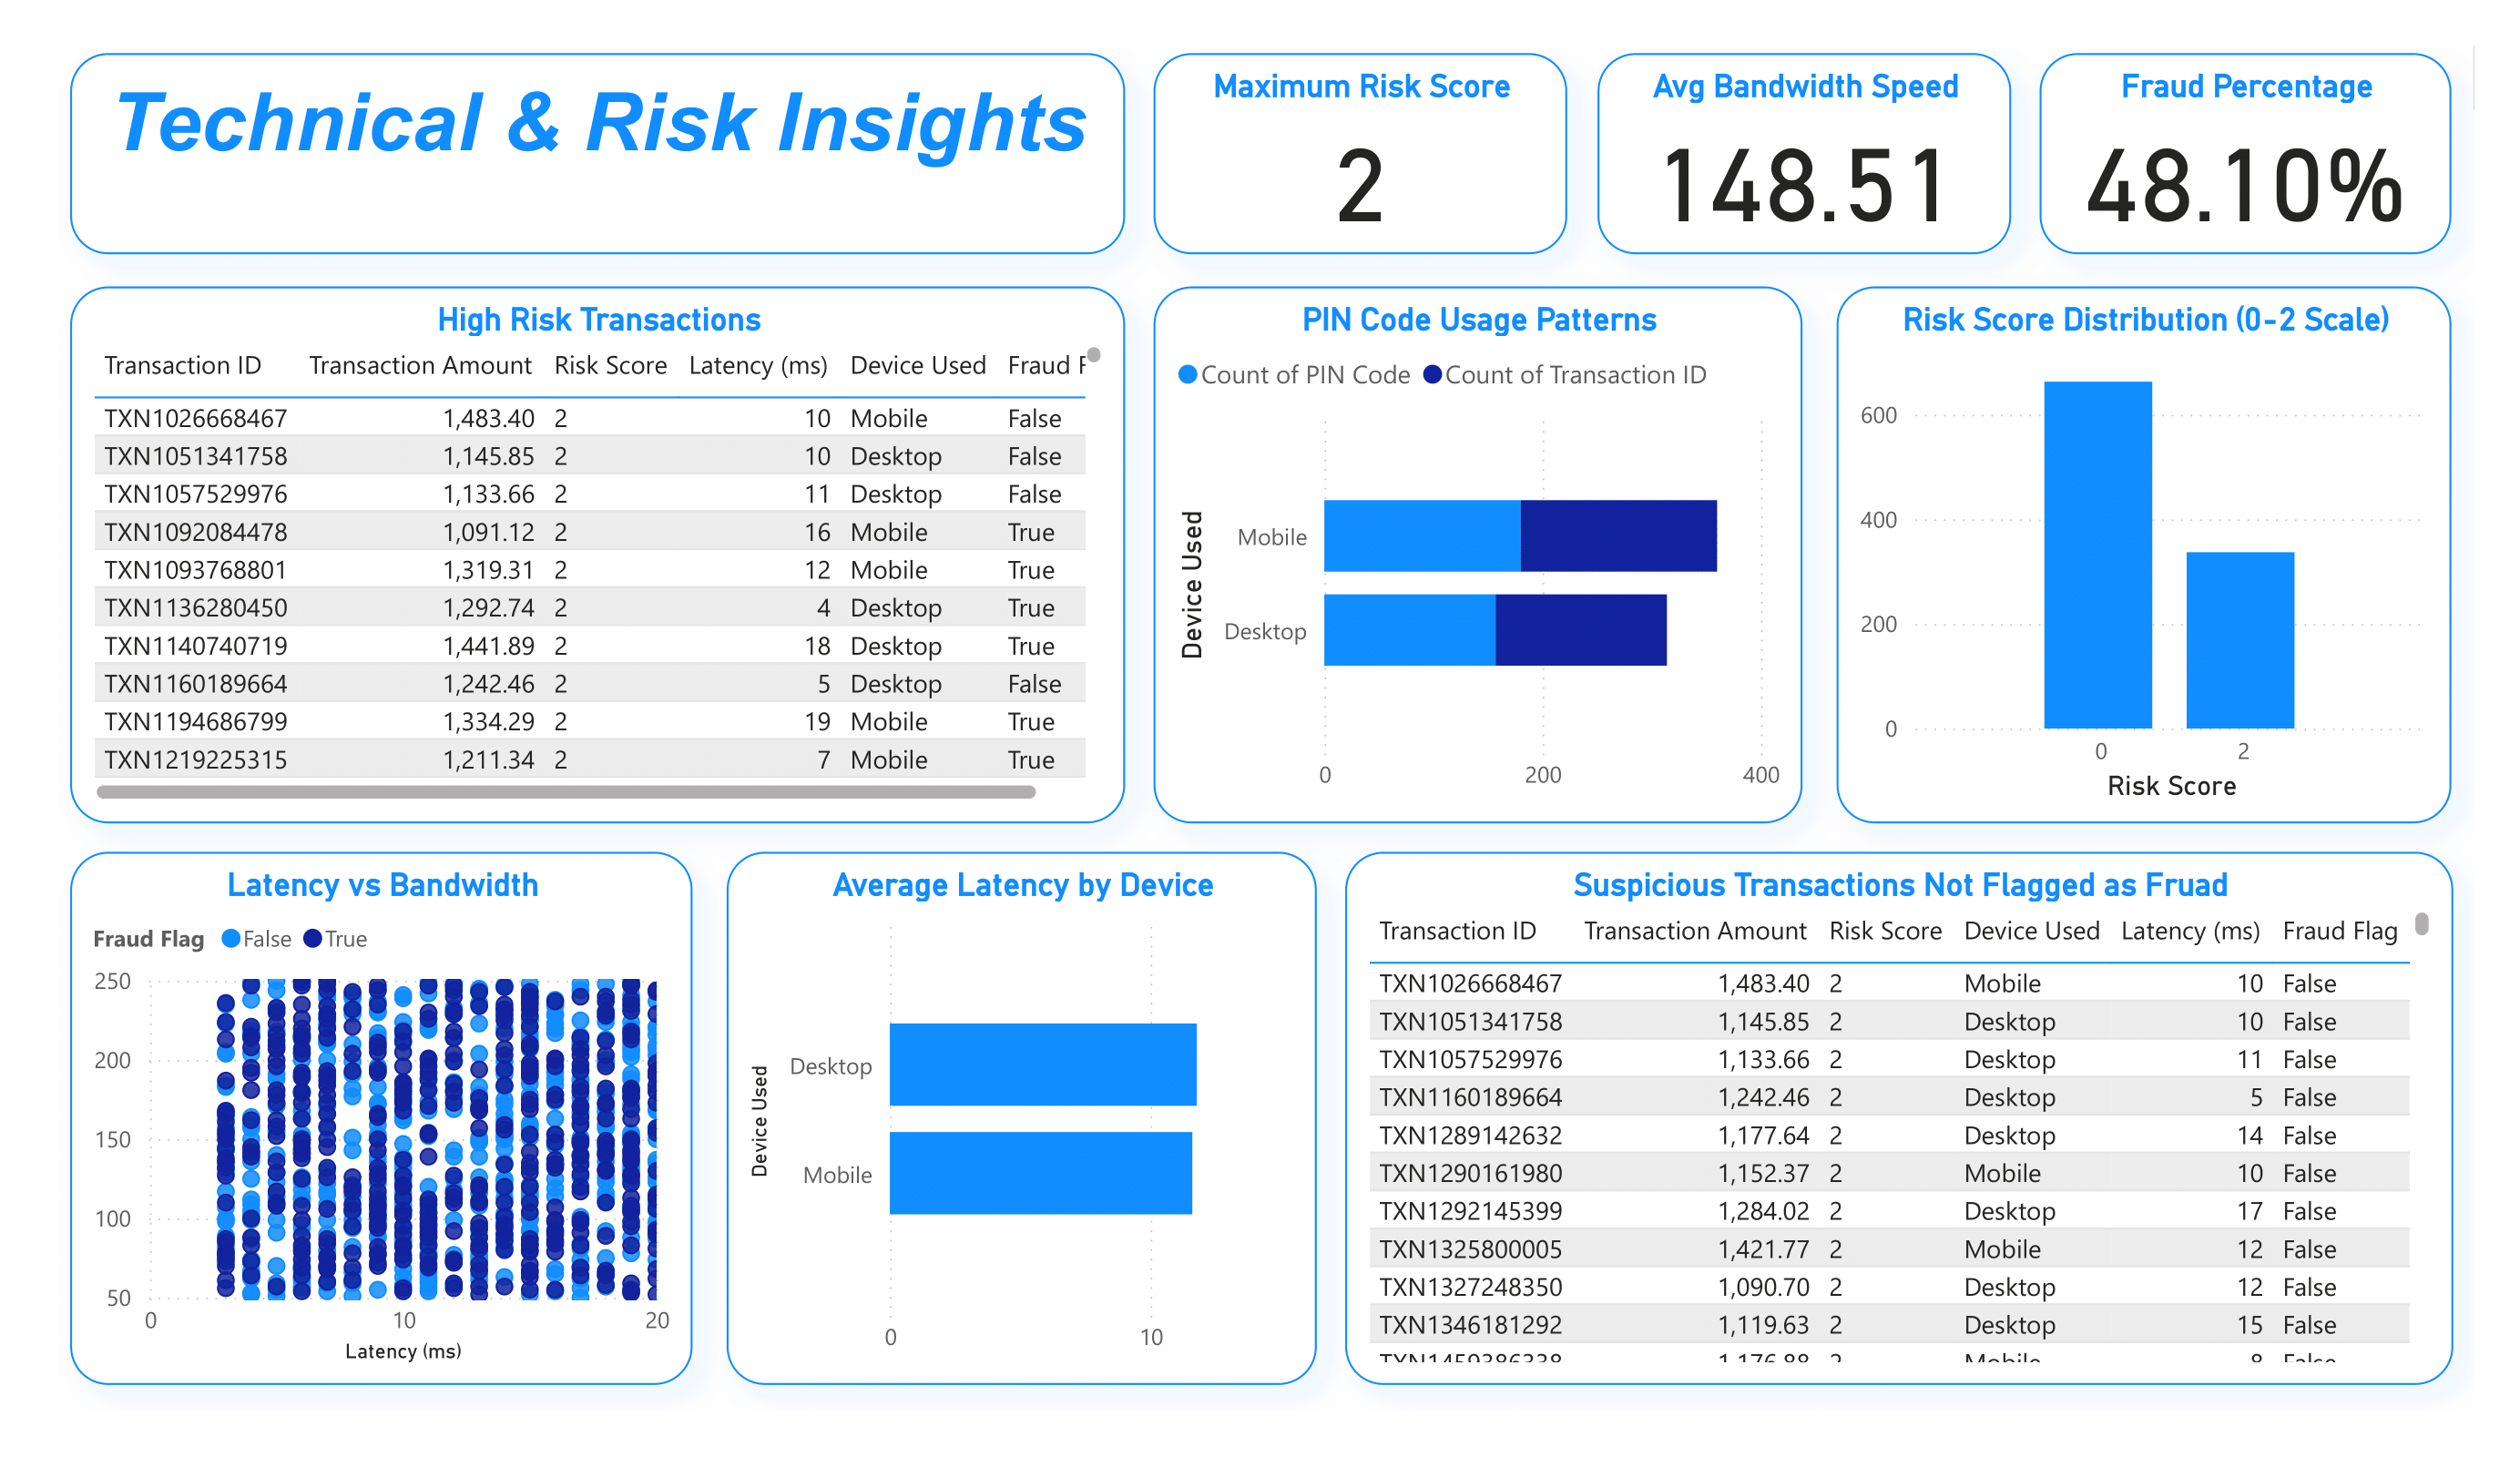 Technical & Risk Insights
Maximum Risk Score
2
Avg Bandwidth Speed
148.51
Fraud Percentage
48.10%
High Risk Transactions
Transaction ID Transaction Amount Risk Score Latency (ms) Device Used Fraud F
TXN1026668467 1,483.40 2 10 Mobile False
TXN1051341758 1,145.85 2 10 Desktop False
TXN1057529976 1,133.66 2 11 Desktop False
TXN1092084478 1,091.12 2 16 Mobile True
TXN1093768801 1,319.31 2 12 Mobile True
TXN1136280450 1,292.74 2 4 Desktop True
TXN1140740719 1,441.89 2 18 Desktop True
TXN1160189664 1,242.46 2 5 Desktop False
TXN1194686799 1,334.29 2 19 Mobile True
TXN1219225315 1,211.34 2 7 Mobile True
PIN Code Usage Patterns
Count of PIN Code Count of Transaction ID
Device Used
Mobile
Desktop
0 200 400
Risk Score Distribution (0-2 Scale)
600
400
200
0
0 2
Risk Score
Latency vs Bandwidth
Fraud Flag False True
250
200
150
100
50
0 10 20
Latency (ms)
Average Latency by Device
Device Used
Desktop
Mobile
0 10
Suspicious Transactions Not Flagged as Fruad
Transaction ID Transaction Amount Risk Score Device Used Latency (ms) Fraud Flag
TXN1026668467 1,483.40 2 Mobile 10 False
TXN1051341758 1,145.85 2 Desktop 10 False
TXN1057529976 1,133.66 2 Desktop 11 False
TXN1160189664 1,242.46 2 Desktop 5 False
TXN1289142632 1,177.64 2 Desktop 14 False
TXN1290161980 1,152.37 2 Mobile 10 False
TXN1292145399 1,284.02 2 Desktop 17 False
TXN1325800005 1,421.77 2 Mobile 12 False
TXN1327248350 1,090.70 2 Desktop 12 False
TXN1346181292 1,119.63 2 Desktop 15 False
2 Mobile 8 False